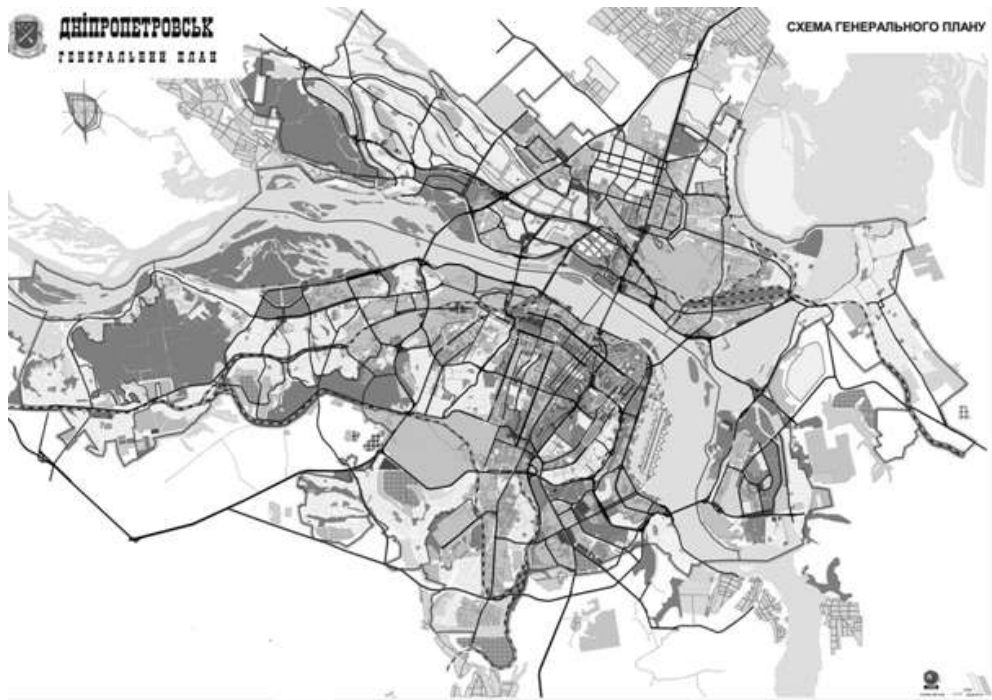 ДНІПРОПЕТРОВСЬК
ГЕНЕРАЛЬНИЙ ПЛАН
СХЕМА ГЕНЕРАЛЬНОГО ПЛАНУ